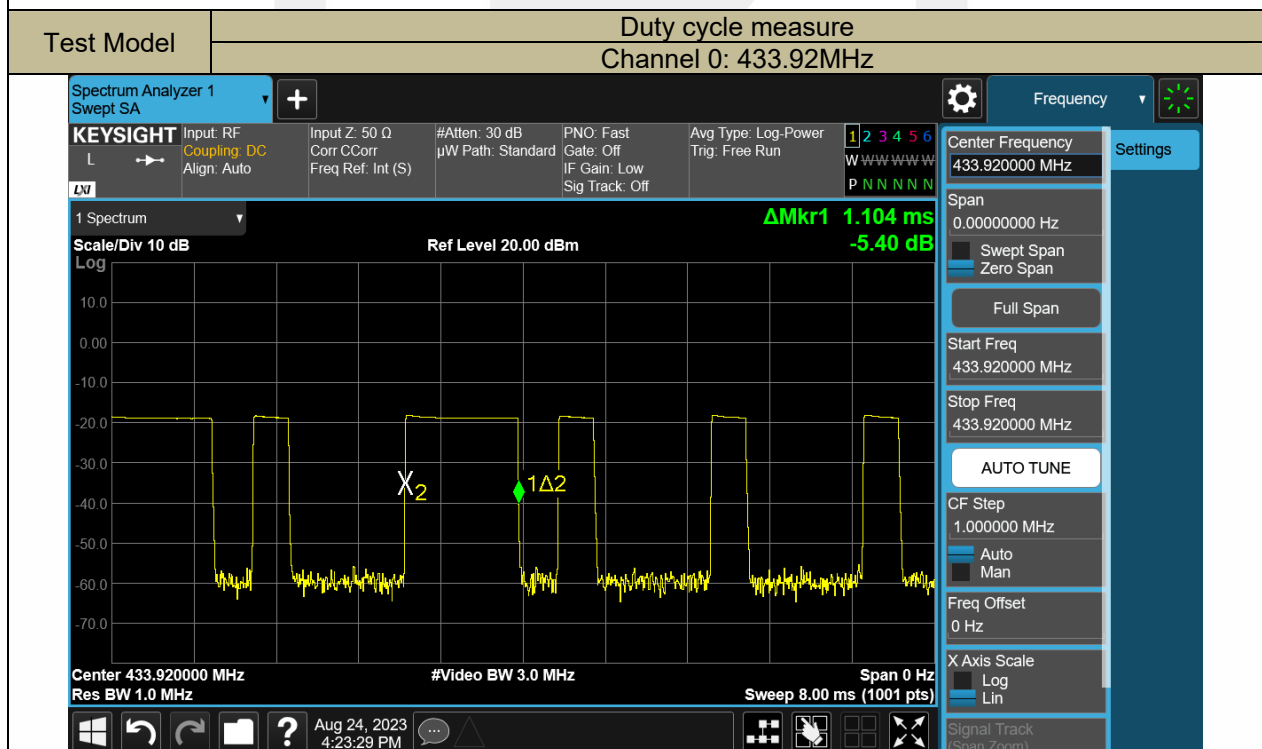 Test Model
Duty cycle measure
Channel 0: 433.92MHz
Spectrum Analyzer 1
Swept SA
Frequency
KEYSIGHT
L
LXI
Input: RF
Coupling: DC
Align: Auto
Input Z: 50 Ω
Corr CCorr
Freq Ref: Int (S)
#Atten: 30 dB
µW Path: Standard
PNO: Fast
Gate: Off
IF Gain: Low
Sig Track: Off
Avg Type: Log-Power
Trig: Free Run
1 2 3 4 5 6
W W W W W W
P N N N N N
Center Frequency
433.920000 MHz
Settings
Span
0.00000000 Hz
Swept Span
Zero Span
Full Span
Start Freq
433.920000 MHz
Stop Freq
433.920000 MHz
AUTO TUNE
CF Step
1.000000 MHz
Auto
Man
Freq Offset
0 Hz
X Axis Scale
Log
Lin
Signal Track
(Span Zoom)
1 Spectrum
ΔMkr1 1.104 ms
-5.40 dB
Scale/Div 10 dB
Ref Level 20.00 dBm
Log
10.0
0.00
-10.0
-20.0
-30.0
-40.0
-50.0
-60.0
-70.0
X2
1Δ2
Center 433.920000 MHz
#Video BW 3.0 MHz
Span 0 Hz
Res BW 1.0 MHz
Sweep 8.00 ms (1001 pts)
?
Aug 24, 2023
4:23:29 PM